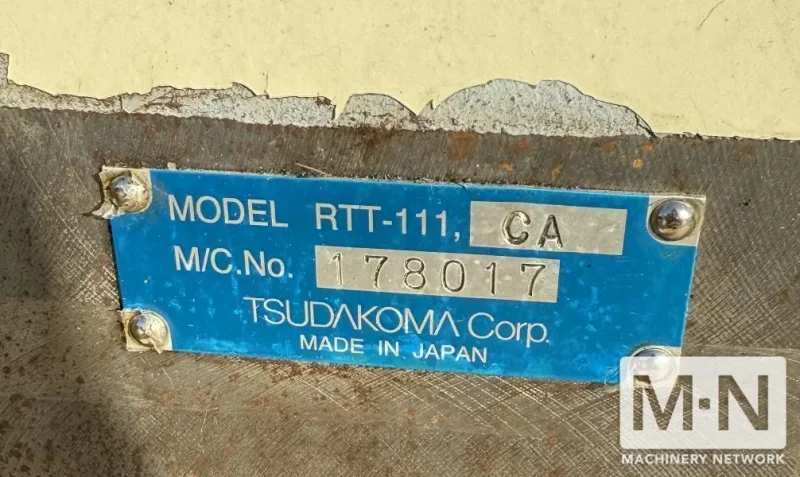 MODEL RTT-111, CA
M/C.No. 178017
TSUDAKOMA Corp.
MADE IN JAPAN
M·N
MACHINERY NETWORK